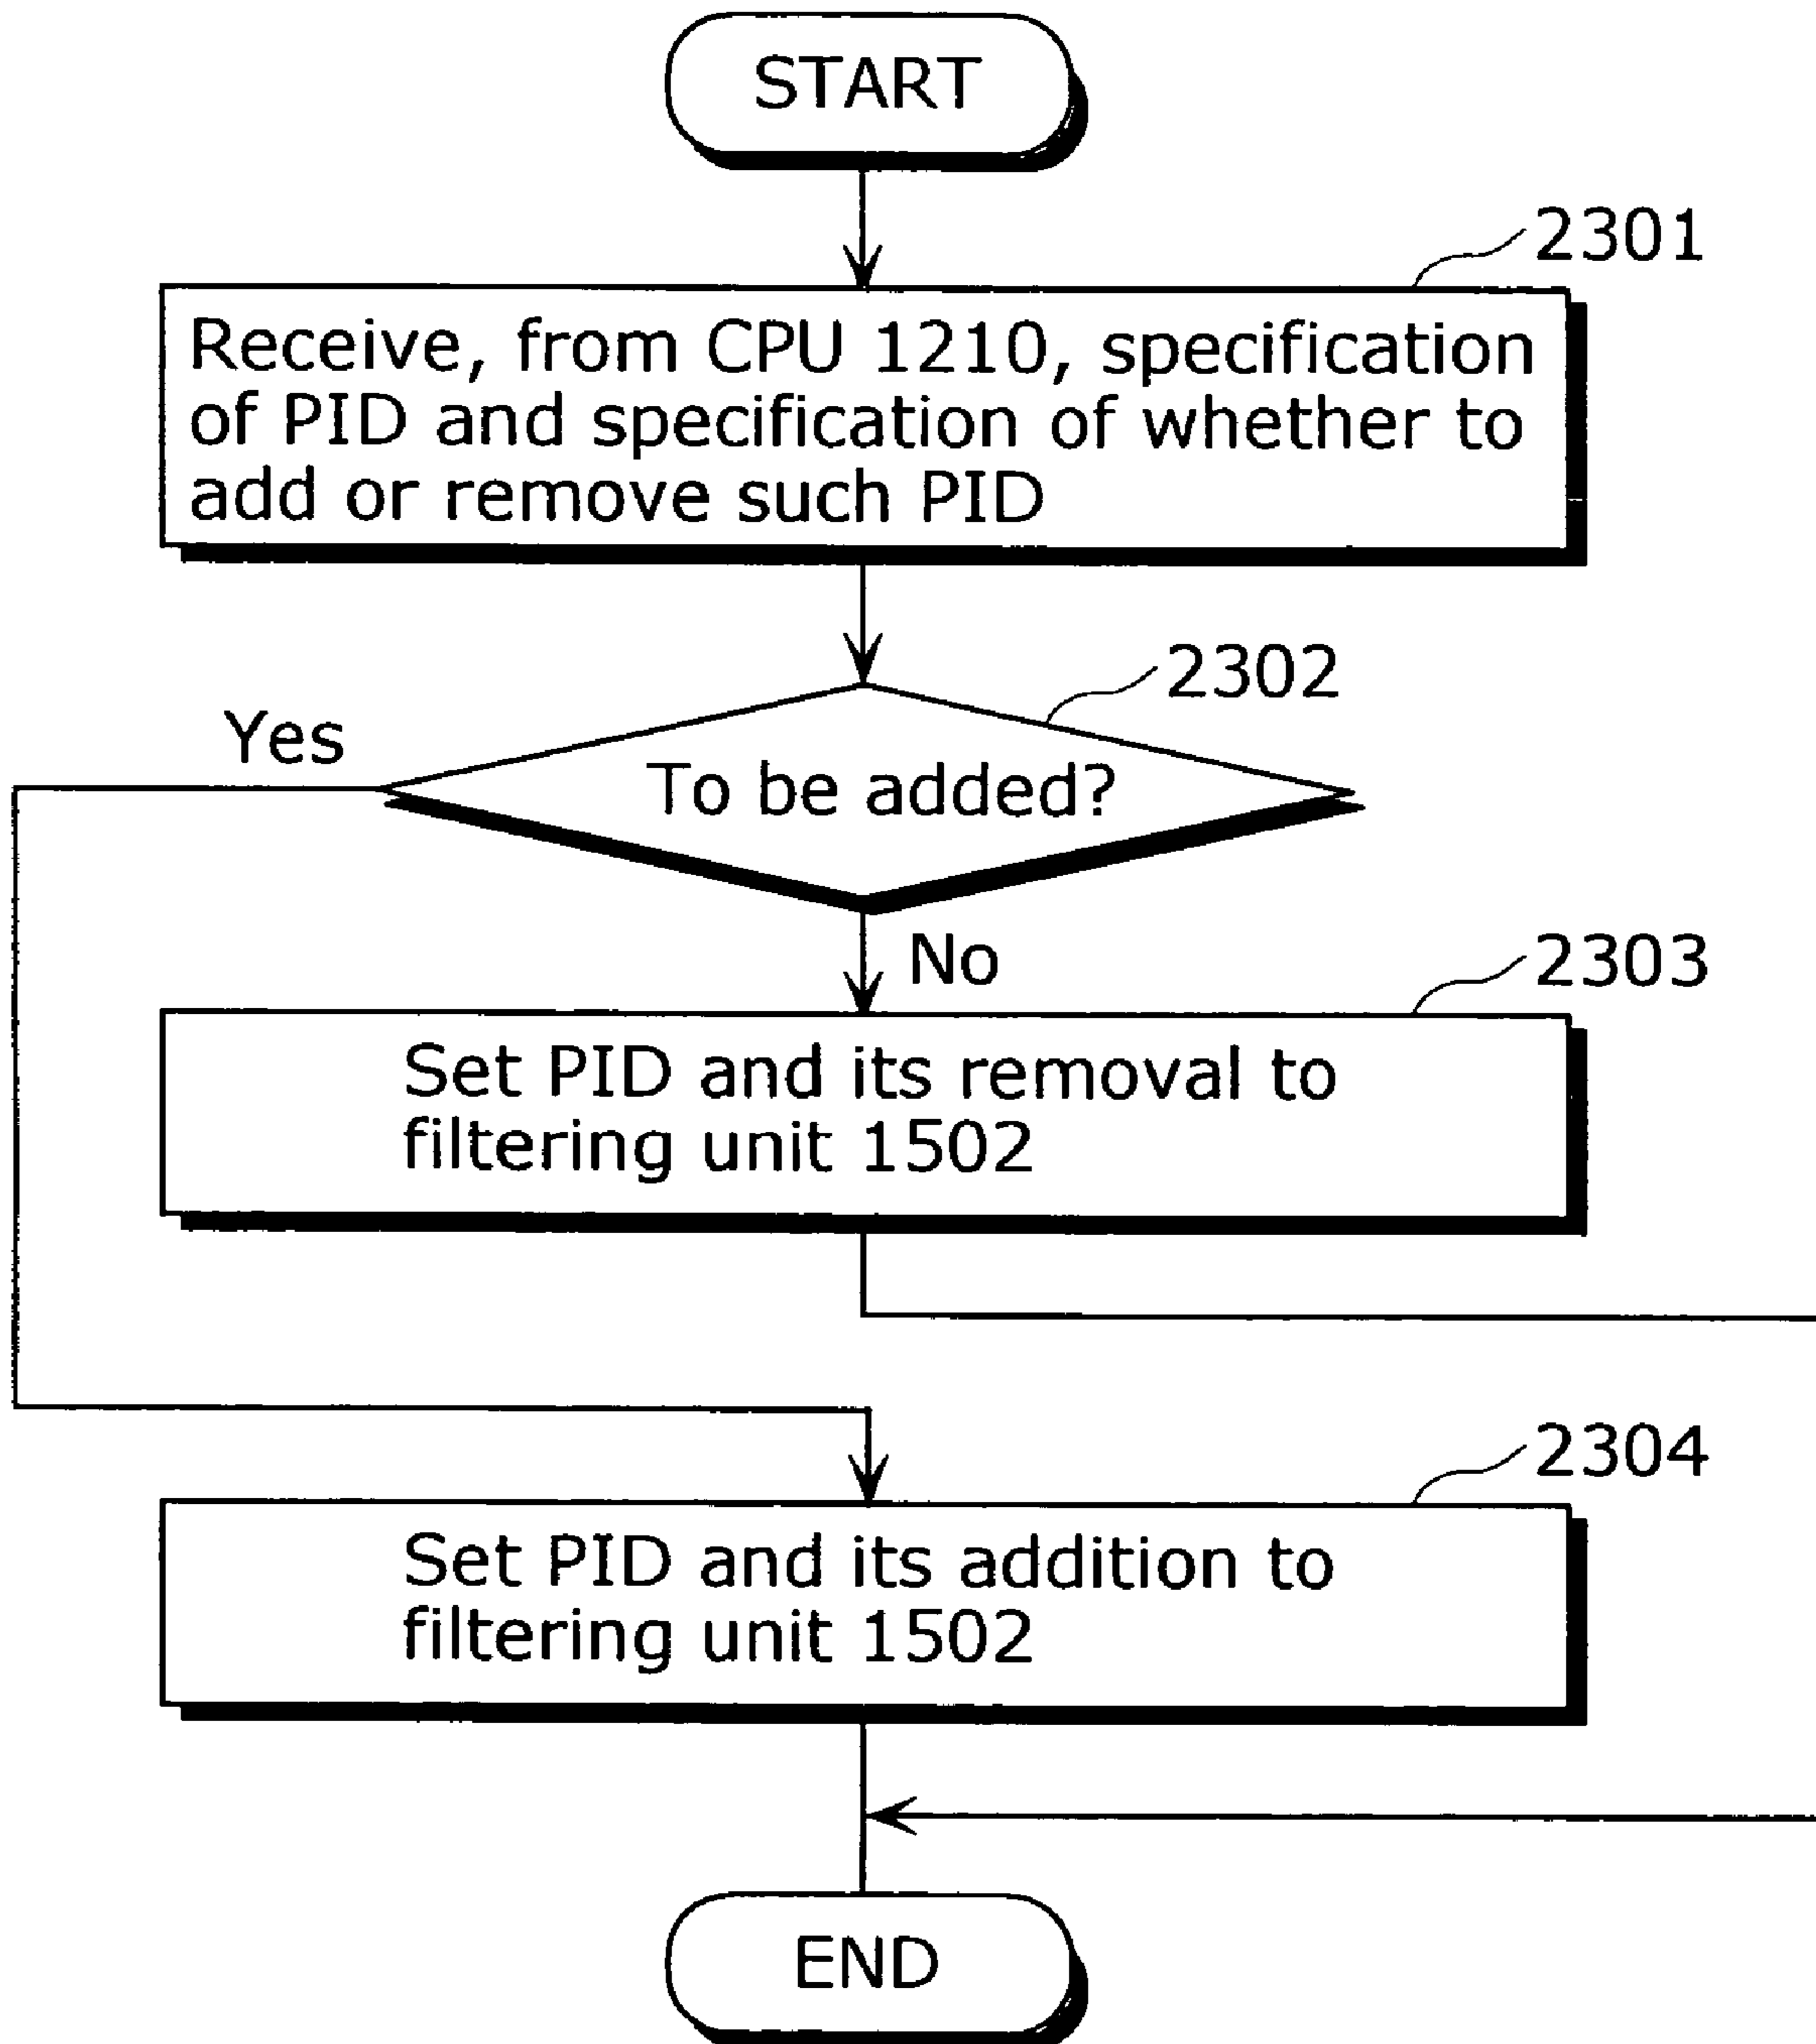 START
2301
Receive, from CPU 1210, specification
of PID and specification of whether to
add or remove such PID
2302
Yes
To be added?
No
2303
Set PID and its removal to
filtering unit 1502
2304
Set PID and its addition to
filtering unit 1502
END